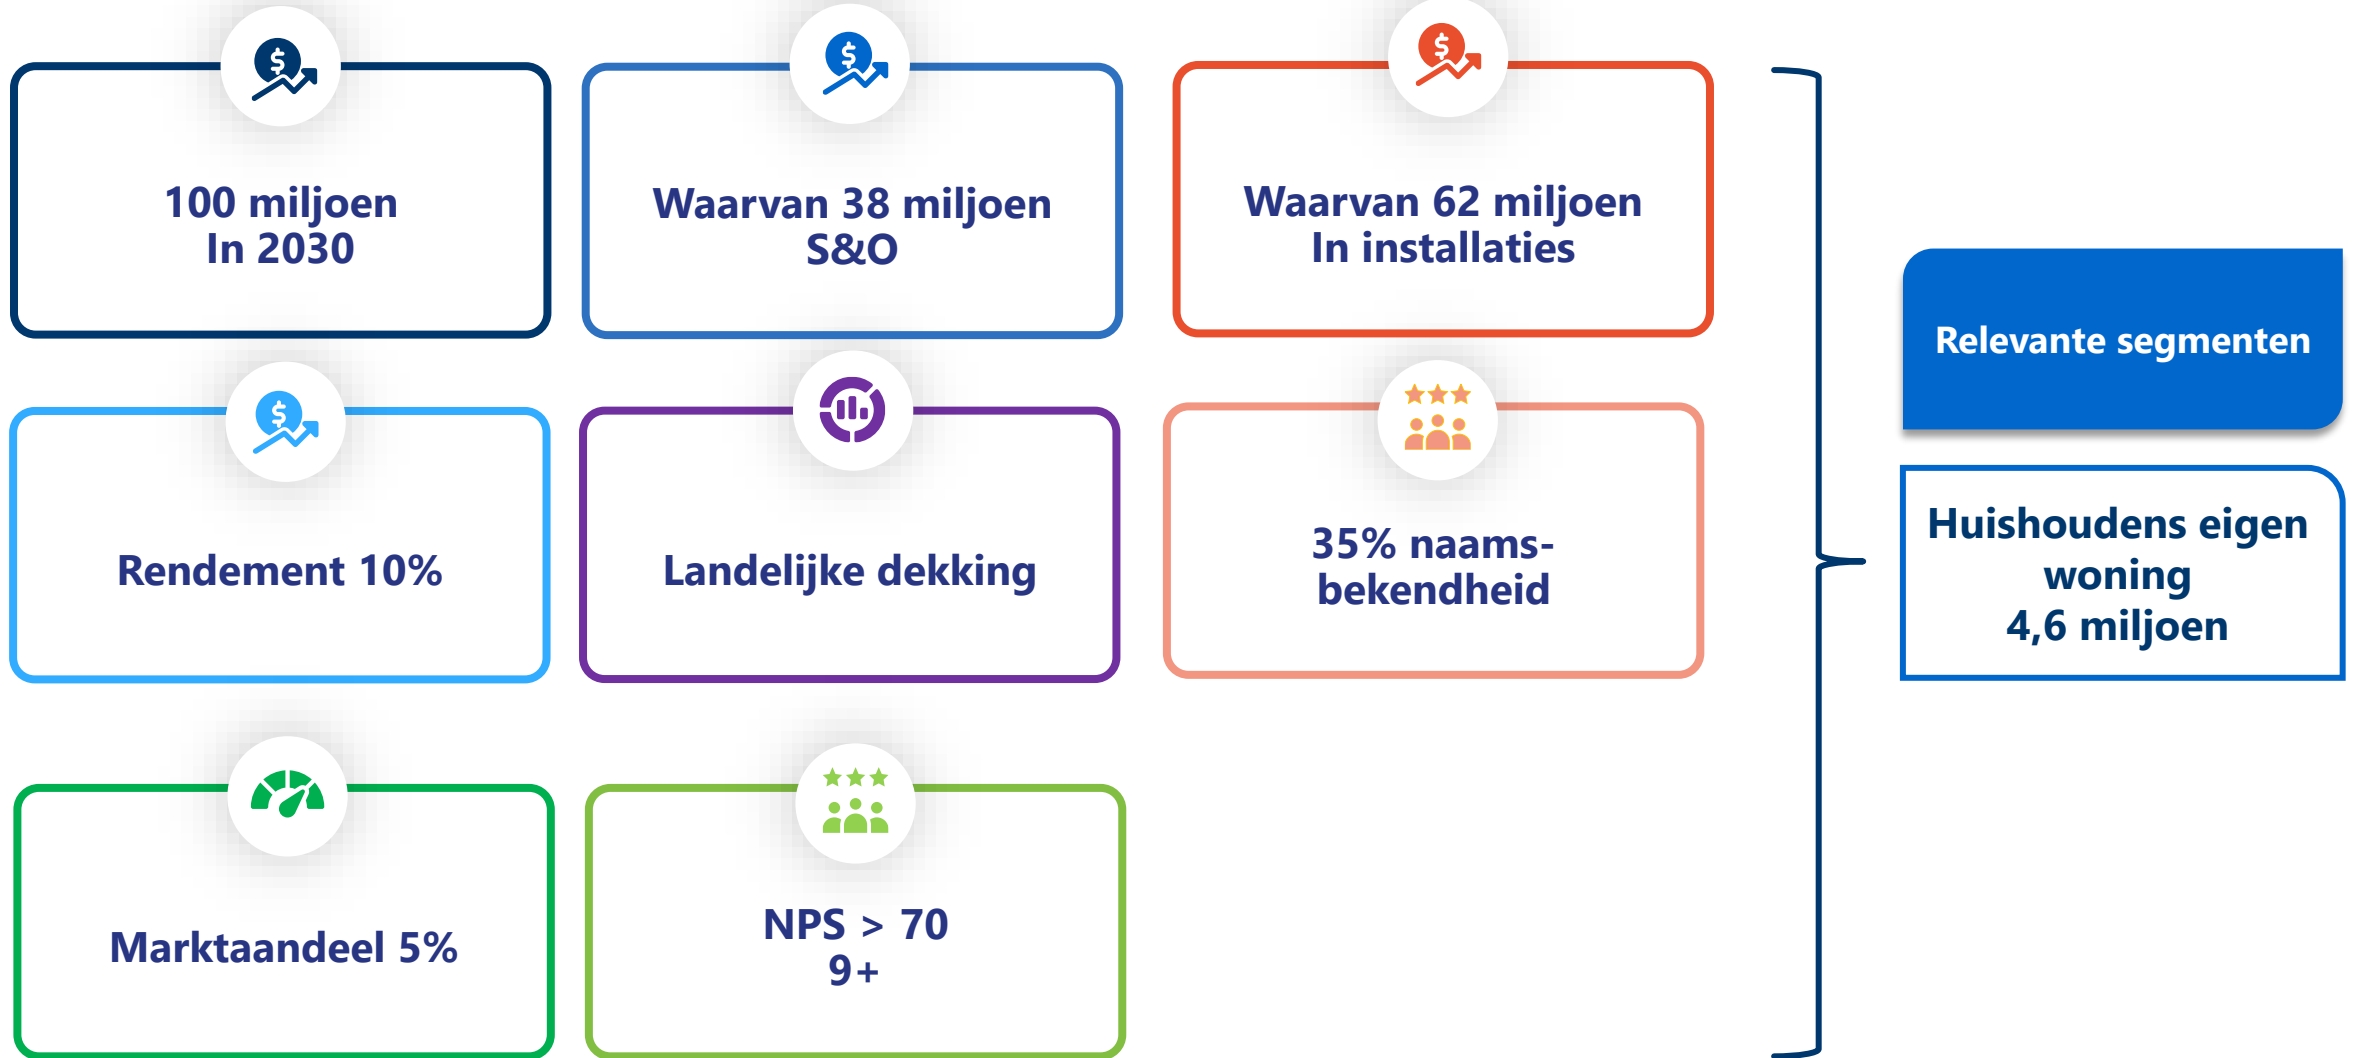 100 miljoen
In 2030
Waarvan 38 miljoen
S&O
Waarvan 62 miljoen
In installaties
Rendement 10%
Landelijke dekking
35% naams-
bekendheid
Marktaandeel 5%
NPS > 70
9+
Relevante segmenten
Huishoudens eigen
woning
4,6 miljoen